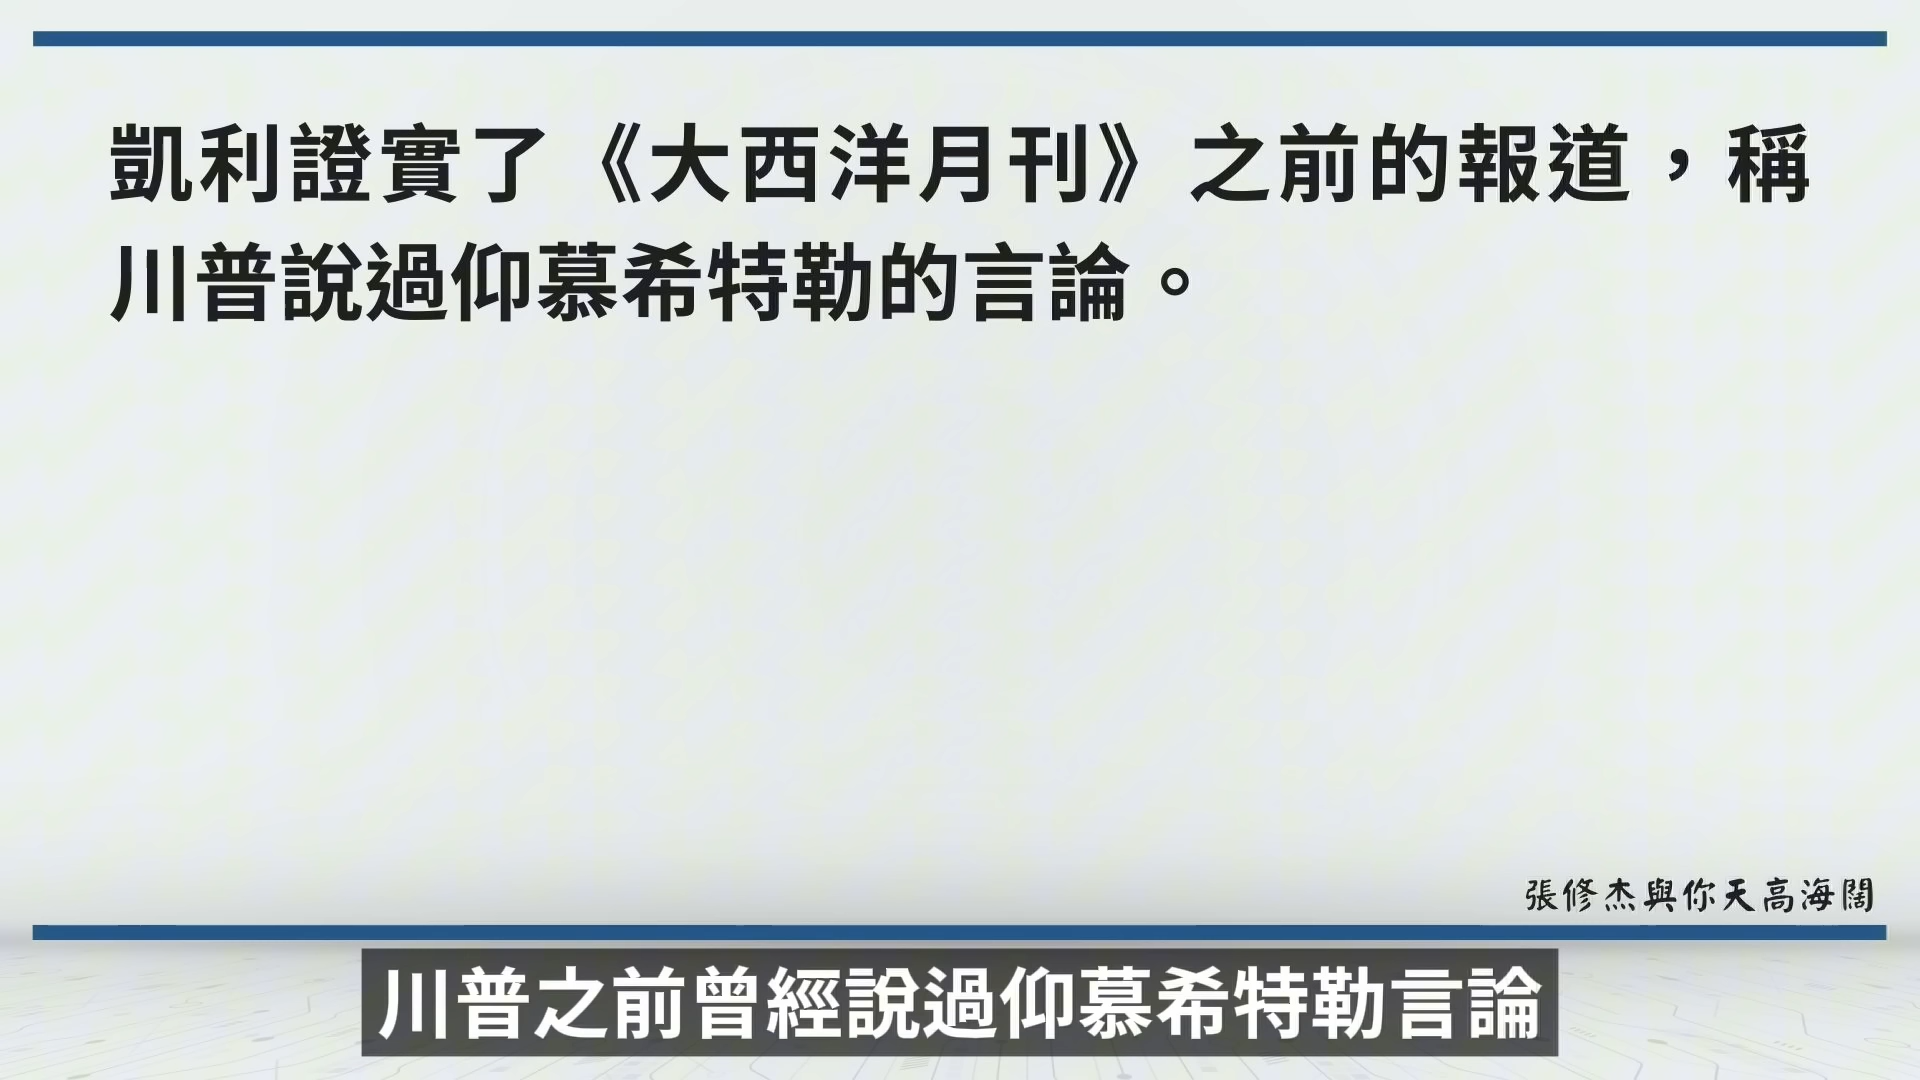 凱利證實了《大西洋月刊》之前的報道，稱
川普說過仰慕希特勒的言論。
張修杰與你天高海闊
川普之前曾經說過仰慕希特勒言論